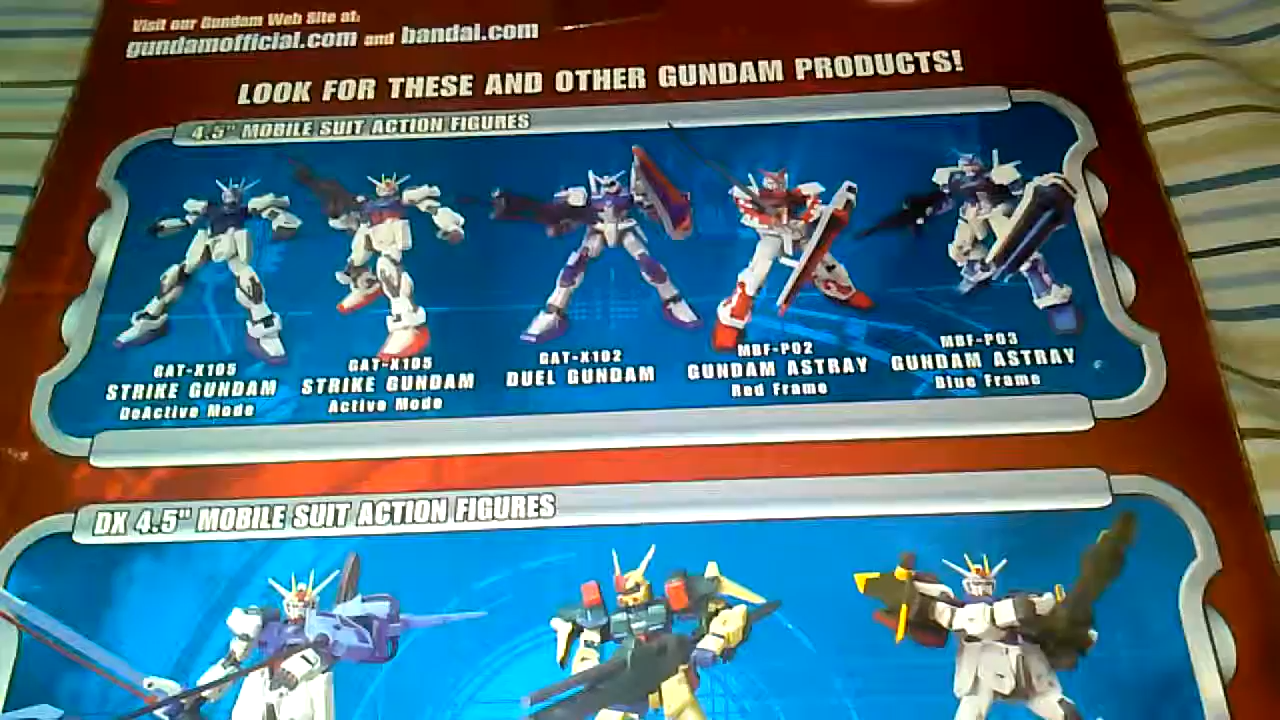 Visit our Gundam Web Site at:
gundamofficial.com and bandai.com
LOOK FOR THESE AND OTHER GUNDAM PRODUCTS!
4.5" MOBILE SUIT ACTION FIGURES
GAT-X105
STRIKE GUNDAM
DeActive Mode
GAT-X105
STRIKE GUNDAM
Active Mode
GAT-X102
DUEL GUNDAM
MBF-P02
GUNDAM ASTRAY
Red Frame
MBF-P03
GUNDAM ASTRAY
Blue Frame
DX 4.5" MOBILE SUIT ACTION FIGURES